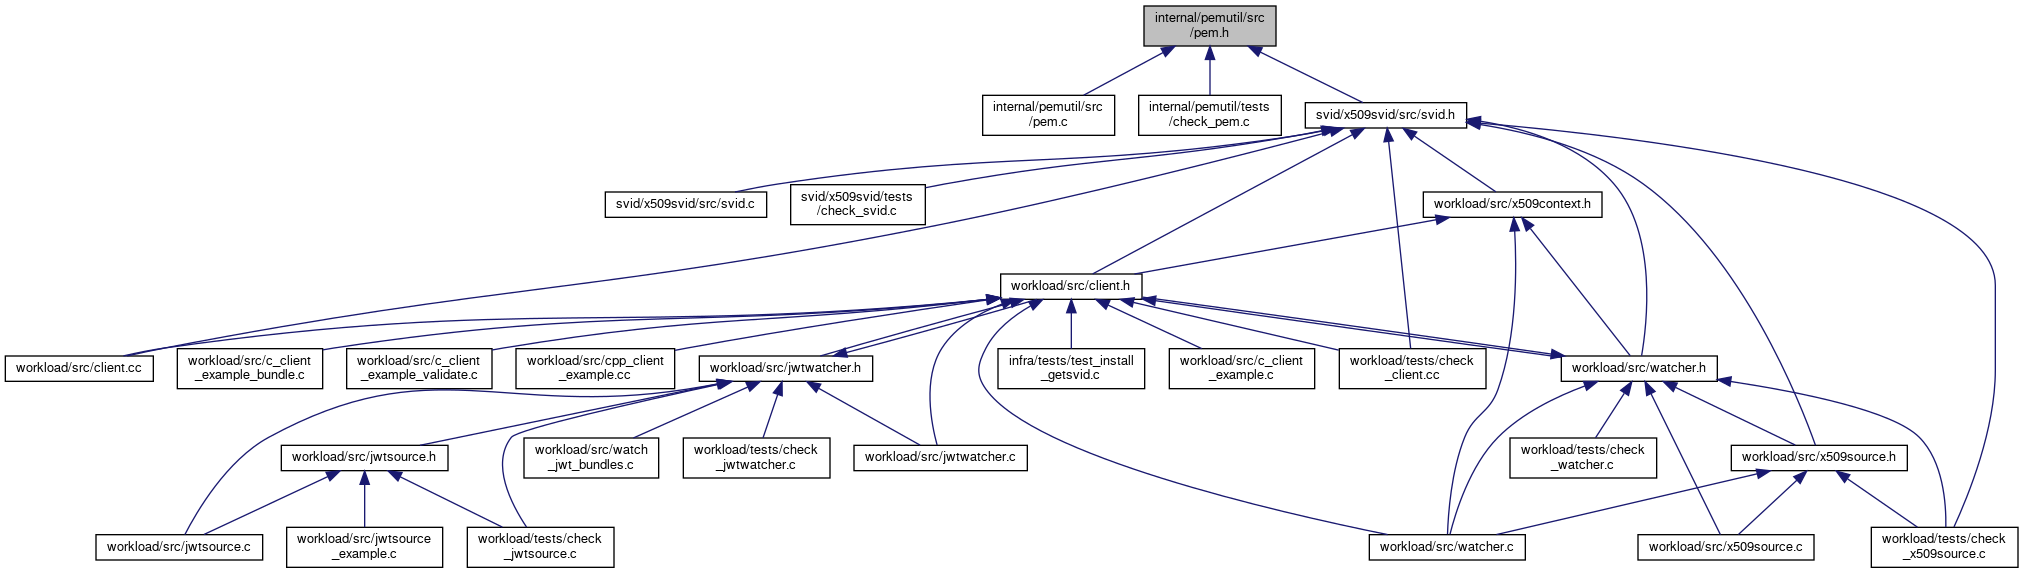 internal/pemutil/src
/pem.h
internal/pemutil/src
/pem.c
internal/pemutil/tests
/check_pem.c
svid/x509svid/src/svid.h
svid/x509svid/src/svid.c
svid/x509svid/tests
/check_svid.c
workload/src/x509context.h
workload/src/client.h
workload/src/client.cc
workload/src/c_client
_example_bundle.c
workload/src/c_client
_example_validate.c
workload/src/cpp_client
_example.cc
workload/src/jwtwatcher.h
infra/tests/test_install
_getsvid.c
workload/src/c_client
_example.c
workload/tests/check
_client.cc
workload/src/watcher.h
workload/src/jwtsource.h
workload/src/watch
_jwt_bundles.c
workload/tests/check
_jwtwatcher.c
workload/src/jwtwatcher.c
workload/tests/check
_watcher.c
workload/src/x509source.h
workload/src/jwtsource.c
workload/src/jwtsource
_example.c
workload/tests/check
_jwtsource.c
workload/src/watcher.c
workload/src/x509source.c
workload/tests/check
_x509source.c